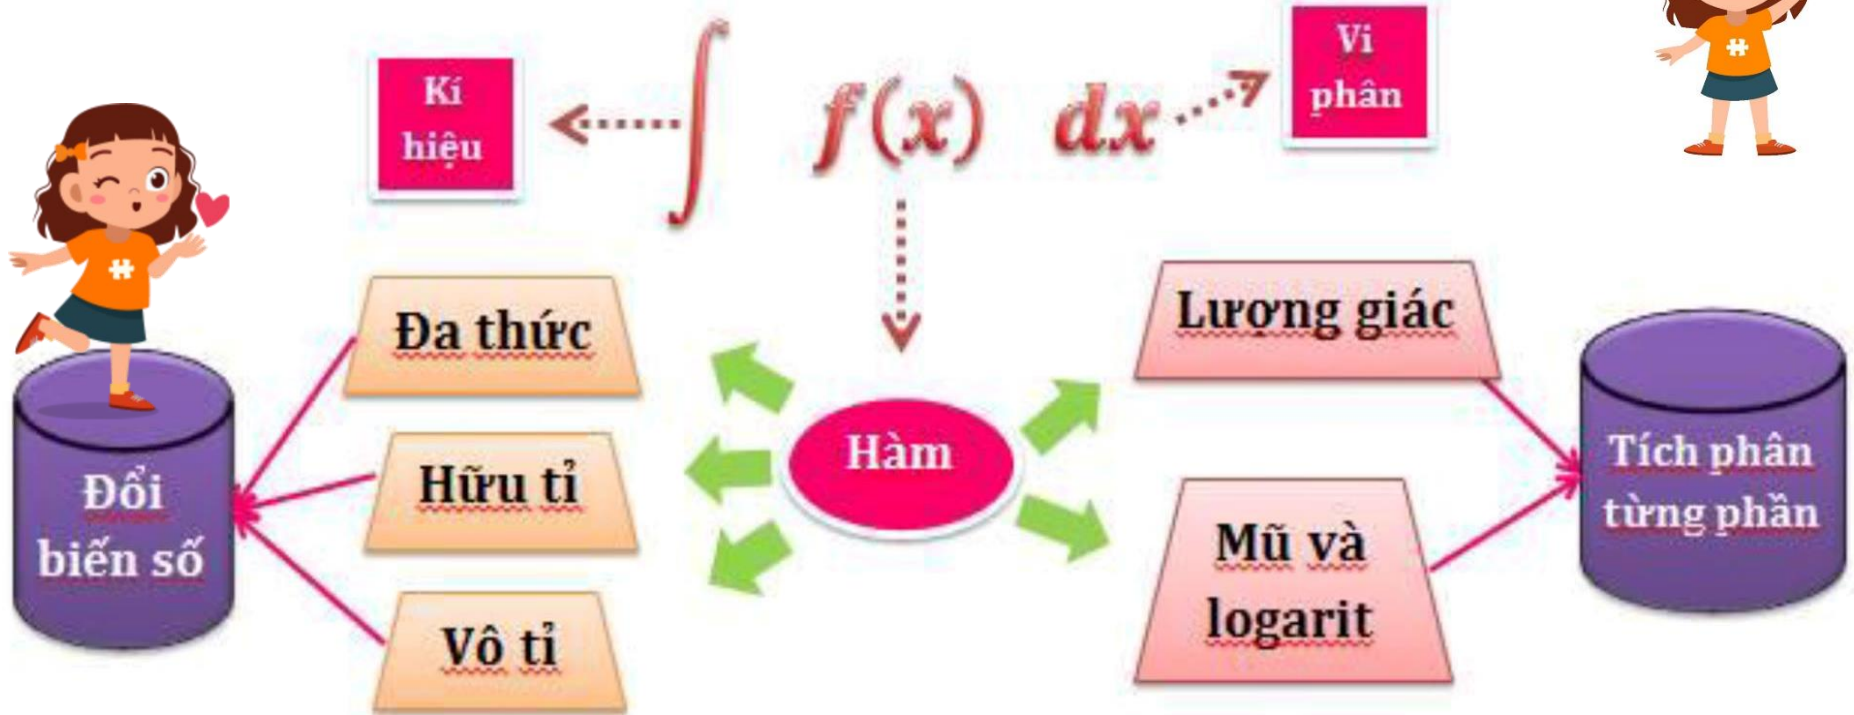 Kí
hiệu
∫ f(x) dx
Vi
phân
Đa thức
Hữu tỉ
Vô tỉ
Hàm
Lượng giác
Mũ và
logarit
Đổi
biến số
Tích phân
từng phần